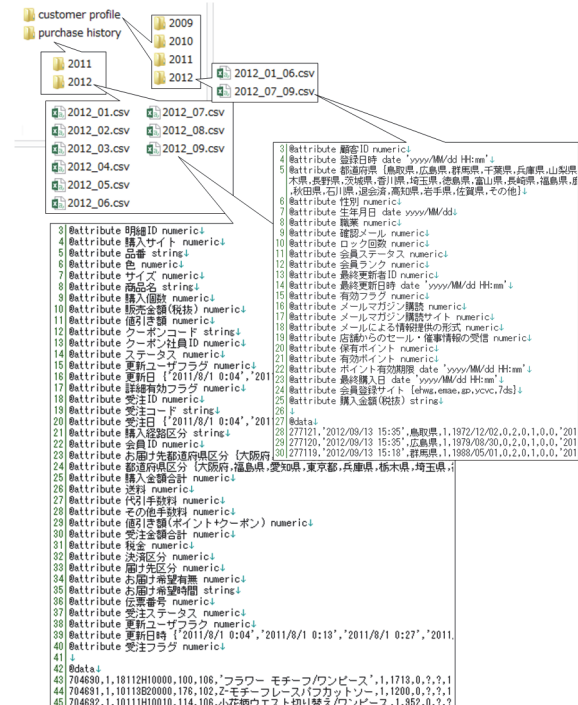 customer profile
purchase history
2009
2010
2011
2012
2011
2012
2012_01_06.csv
2012_07_09.csv
2012_01.csv
2012_02.csv
2012_03.csv
2012_04.csv
2012_05.csv
2012_06.csv
2012_07.csv
2012_08.csv
2012_09.csv
3 @attribute 顧客ID numeric↓
4 @attribute 登録日時 date 'yyyy/MM/dd HH:mm'↓
5 @attribute 都道府県 {鳥取県,広島県,群馬県,千葉県,兵庫県,山梨県
木県,長野県,茨城県,香川県,埼玉県,徳島県,富山県,長崎県,福島県,
,秋田県,石川県,退会済,高知県,岩手県,佐賀県,その他}↓
6 @attribute 性別 numeric↓
7 @attribute 生年月日 date yyyy/MM/dd↓
8 @attribute 職業 numeric↓
9 @attribute 確認メール numeric↓
10 @attribute ロック回数 numeric↓
11 @attribute 会員ステータス numeric↓
12 @attribute 会員ランク numeric↓
13 @attribute 最終更新者ID numeric↓
14 @attribute 最終更新日時 date 'yyyy/MM/dd HH:mm'↓
15 @attribute 有効フラグ numeric↓
16 @attribute メールマガジン購読 numeric↓
17 @attribute メールマガジン購読サイト numeric↓
18 @attribute メールによる情報提供の形式 numeric↓
19 @attribute 店舗からのセール・催事情報の受信 numeric↓
20 @attribute 保有ポイント numeric↓
21 @attribute 有効ポイント numeric↓
22 @attribute ポイント有効期限 date 'yyyy/MM/dd HH:mm'↓
23 @attribute 最終購入日 date 'yyyy/MM/dd HH:mm'↓
24 @attribute 会員登録サイト {ehwg,emae,gp,ycvc,7ds}↓
25 @attribute 購入金額(税抜) string↓
26 ↓
27 @data↓
28 277121,'2012/09/13 15:35',鳥取県,1,1972/12/02,0,2,0,1,0,0,'201
29 277120,'2012/09/13 15:35',広島県,1,1979/08/30,0,2,0,1,0,0,'201
30 277119,'2012/09/13 15:18',群馬県,1,1988/05/01,0,2,0,1,0,0,'201
3 @attribute 明細ID numeric↓
4 @attribute 購入サイト numeric↓
5 @attribute 品番 string↓
6 @attribute 色 numeric↓
7 @attribute サイズ numeric↓
8 @attribute 商品名 string↓
9 @attribute 購入個数 numeric↓
10 @attribute 販売金額(税抜) numeric↓
11 @attribute 値引き額 numeric↓
12 @attribute クーポンコード string↓
13 @attribute クーポン社員ID numeric↓
14 @attribute ステータス numeric↓
15 @attribute 更新ユーザフラグ numeric↓
16 @attribute 更新日 {'2011/8/1 0:04','201
17 @attribute 詳細有効フラグ numeric↓
18 @attribute 受注ID numeric↓
19 @attribute 受注コード string↓
20 @attribute 受注日 {'2011/8/1 0:04','201
21 @attribute 購入経路区分 string↓
22 @attribute 会員ID numeric↓
23 @attribute お届け先都道府県区分 {大阪府,
24 @attribute 都道府県区分 {大阪府,福島県,愛知県,東京都,兵庫県,栃木県,埼玉県,
25 @attribute 購入金額合計 numeric↓
26 @attribute 送料 numeric↓
27 @attribute 代引手数料 numeric↓
28 @attribute その他手数料 numeric↓
29 @attribute 値引き額(ポイント+クーポン) numeric↓
30 @attribute 受注金額合計 numeric↓
31 @attribute 税金 numeric↓
32 @attribute 決済区分 numeric↓
33 @attribute 届け先区分 numeric↓
34 @attribute お届け希望有無 numeric↓
35 @attribute お届け希望時間 string↓
36 @attribute 伝票番号 numeric↓
37 @attribute 受注ステータス numeric↓
38 @attribute 更新ユーザフラク numeric↓
39 @attribute 更新日時 {'2011/8/1 0:04','2011/8/1 0:13','2011/8/1 0:27','2011.
40 @attribute 受注フラグ numeric↓
41 ↓
42 @data↓
43 704690,1,18112H10000,100,106,'フラワー モチーフ/ワンピース',1,1713,0,?,?,1
44 704691,1,10113B20000,176,102,Z-モチーフレースパフカットソー,1,1200,0,?,?,1
45 704692,1,10111H10010,114,106,小花柄ウエスト切り替え/ワンピース,1,952,0,?,?,1